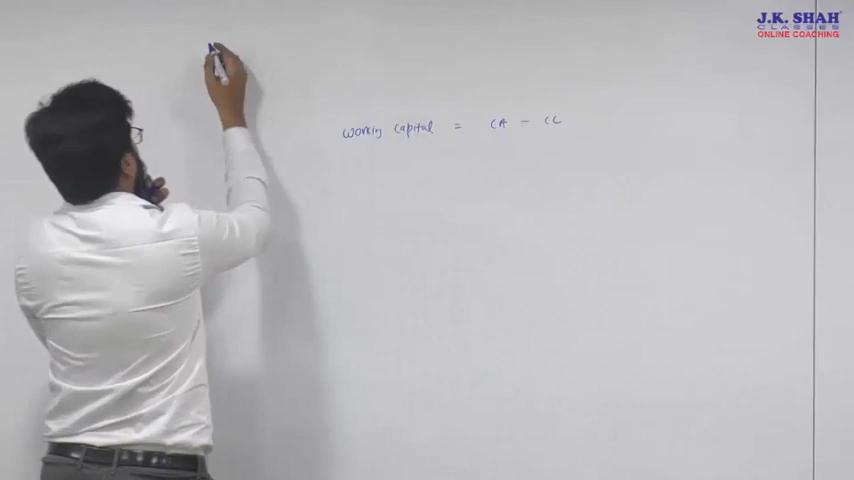 J.K. SHAH®
CLASSES
ONLINE COACHING
Working capital = CA - CL